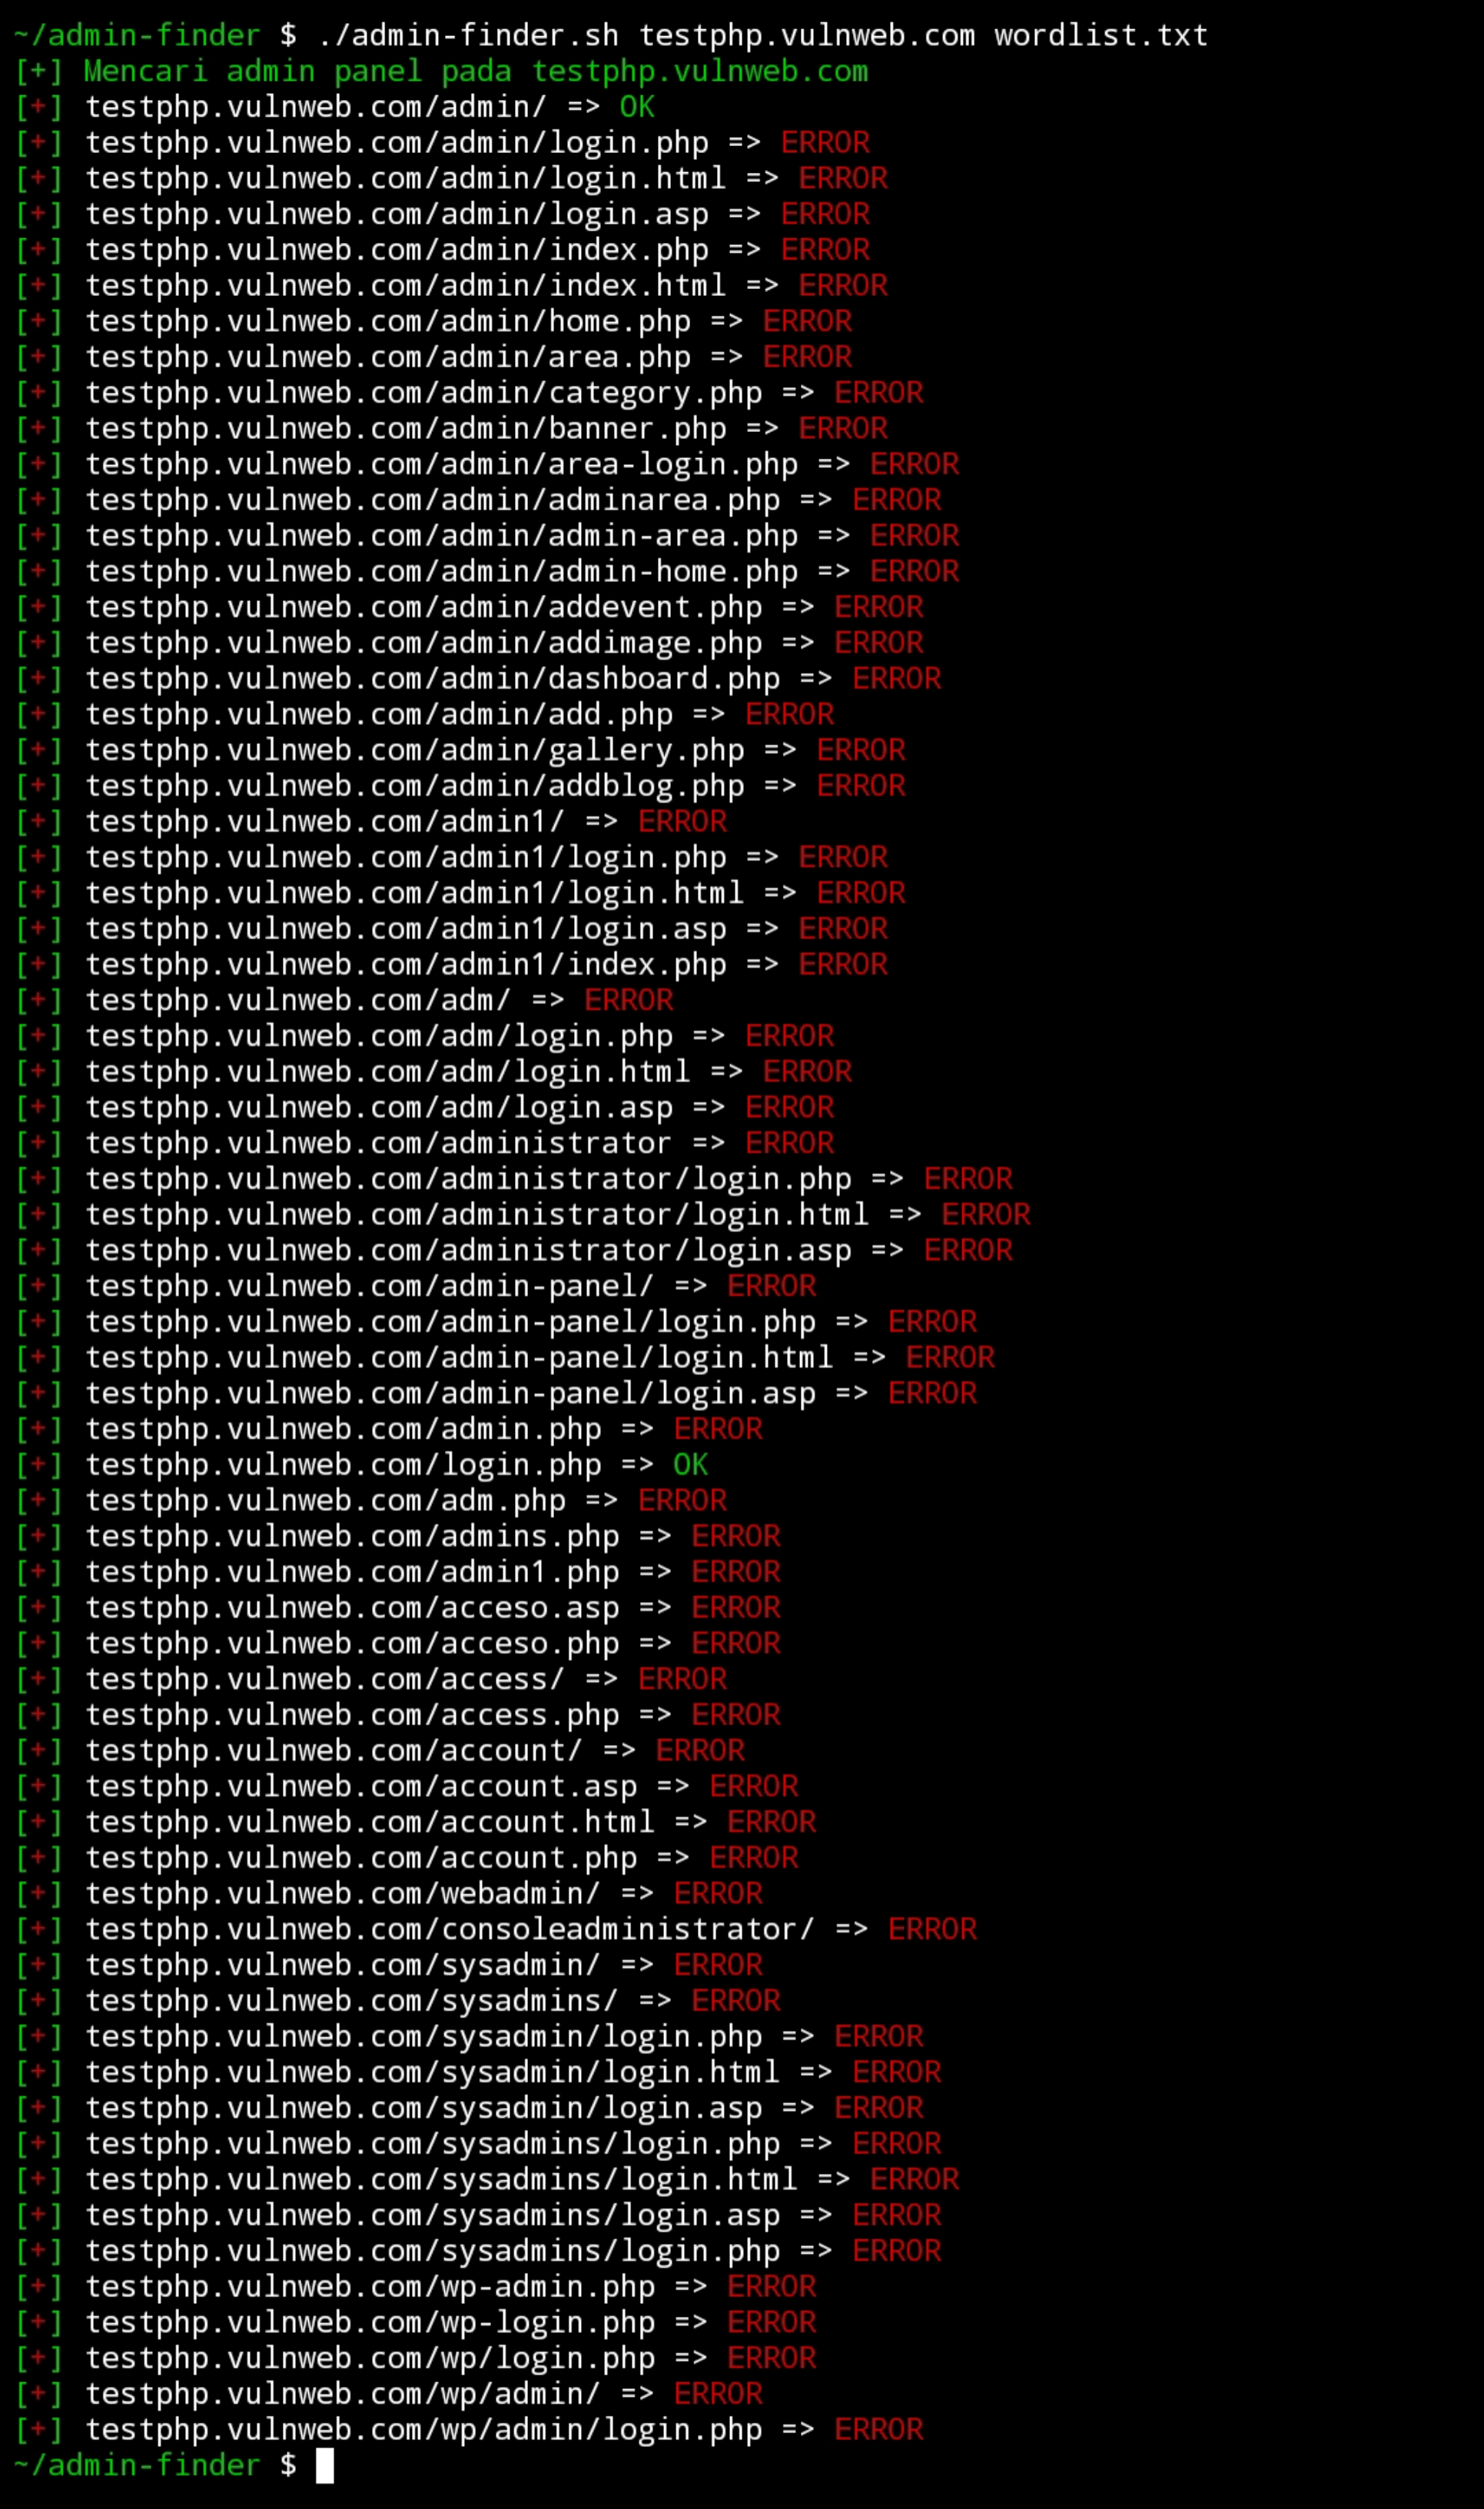 ~/admin-finder $ ./admin-finder.sh testphp.vulnweb.com wordlist.txt
[+] Mencari admin panel pada testphp.vulnweb.com
[+] testphp.vulnweb.com/admin/ => OK
[+] testphp.vulnweb.com/admin/login.php => ERROR
[+] testphp.vulnweb.com/admin/login.html => ERROR
[+] testphp.vulnweb.com/admin/login.asp => ERROR
[+] testphp.vulnweb.com/admin/index.php => ERROR
[+] testphp.vulnweb.com/admin/index.html => ERROR
[+] testphp.vulnweb.com/admin/home.php => ERROR
[+] testphp.vulnweb.com/admin/area.php => ERROR
[+] testphp.vulnweb.com/admin/category.php => ERROR
[+] testphp.vulnweb.com/admin/banner.php => ERROR
[+] testphp.vulnweb.com/admin/area-login.php => ERROR
[+] testphp.vulnweb.com/admin/adminarea.php => ERROR
[+] testphp.vulnweb.com/admin/admin-area.php => ERROR
[+] testphp.vulnweb.com/admin/admin-home.php => ERROR
[+] testphp.vulnweb.com/admin/addevent.php => ERROR
[+] testphp.vulnweb.com/admin/addimage.php => ERROR
[+] testphp.vulnweb.com/admin/dashboard.php => ERROR
[+] testphp.vulnweb.com/admin/add.php => ERROR
[+] testphp.vulnweb.com/admin/gallery.php => ERROR
[+] testphp.vulnweb.com/admin/addblog.php => ERROR
[+] testphp.vulnweb.com/admin1/ => ERROR
[+] testphp.vulnweb.com/admin1/login.php => ERROR
[+] testphp.vulnweb.com/admin1/login.html => ERROR
[+] testphp.vulnweb.com/admin1/login.asp => ERROR
[+] testphp.vulnweb.com/admin1/index.php => ERROR
[+] testphp.vulnweb.com/adm/ => ERROR
[+] testphp.vulnweb.com/adm/login.php => ERROR
[+] testphp.vulnweb.com/adm/login.html => ERROR
[+] testphp.vulnweb.com/adm/login.asp => ERROR
[+] testphp.vulnweb.com/administrator => ERROR
[+] testphp.vulnweb.com/administrator/login.php => ERROR
[+] testphp.vulnweb.com/administrator/login.html => ERROR
[+] testphp.vulnweb.com/administrator/login.asp => ERROR
[+] testphp.vulnweb.com/admin-panel/ => ERROR
[+] testphp.vulnweb.com/admin-panel/login.php => ERROR
[+] testphp.vulnweb.com/admin-panel/login.html => ERROR
[+] testphp.vulnweb.com/admin-panel/login.asp => ERROR
[+] testphp.vulnweb.com/admin.php => ERROR
[+] testphp.vulnweb.com/login.php => OK
[+] testphp.vulnweb.com/adm.php => ERROR
[+] testphp.vulnweb.com/admins.php => ERROR
[+] testphp.vulnweb.com/admin1.php => ERROR
[+] testphp.vulnweb.com/acceso.asp => ERROR
[+] testphp.vulnweb.com/acceso.php => ERROR
[+] testphp.vulnweb.com/access/ => ERROR
[+] testphp.vulnweb.com/access.php => ERROR
[+] testphp.vulnweb.com/account/ => ERROR
[+] testphp.vulnweb.com/account.asp => ERROR
[+] testphp.vulnweb.com/account.html => ERROR
[+] testphp.vulnweb.com/account.php => ERROR
[+] testphp.vulnweb.com/webadmin/ => ERROR
[+] testphp.vulnweb.com/consoleadministrator/ => ERROR
[+] testphp.vulnweb.com/sysadmin/ => ERROR
[+] testphp.vulnweb.com/sysadmins/ => ERROR
[+] testphp.vulnweb.com/sysadmin/login.php => ERROR
[+] testphp.vulnweb.com/sysadmin/login.html => ERROR
[+] testphp.vulnweb.com/sysadmin/login.asp => ERROR
[+] testphp.vulnweb.com/sysadmins/login.php => ERROR
[+] testphp.vulnweb.com/sysadmins/login.html => ERROR
[+] testphp.vulnweb.com/sysadmins/login.asp => ERROR
[+] testphp.vulnweb.com/sysadmins/login.php => ERROR
[+] testphp.vulnweb.com/wp-admin.php => ERROR
[+] testphp.vulnweb.com/wp-login.php => ERROR
[+] testphp.vulnweb.com/wp/login.php => ERROR
[+] testphp.vulnweb.com/wp/admin/ => ERROR
[+] testphp.vulnweb.com/wp/admin/login.php => ERROR
~/admin-finder $